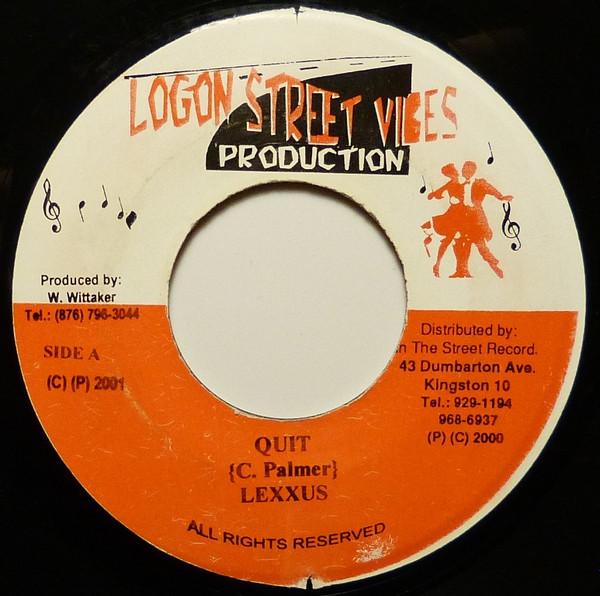 LOGON STREET VIBES
PRODUCTION
Produced by:
W. Wittaker
Tel.: (876) 796-3044
SIDE A
(C) (P) 2001
Distributed by:
n The Street Record.
43 Dumbarton Ave.
Kingston 10
Tel.: 929-1194
968-6937
(P) (C) 2000
QUIT
{C. Palmer}
LEXXUS
ALL RIGHTS RESERVED